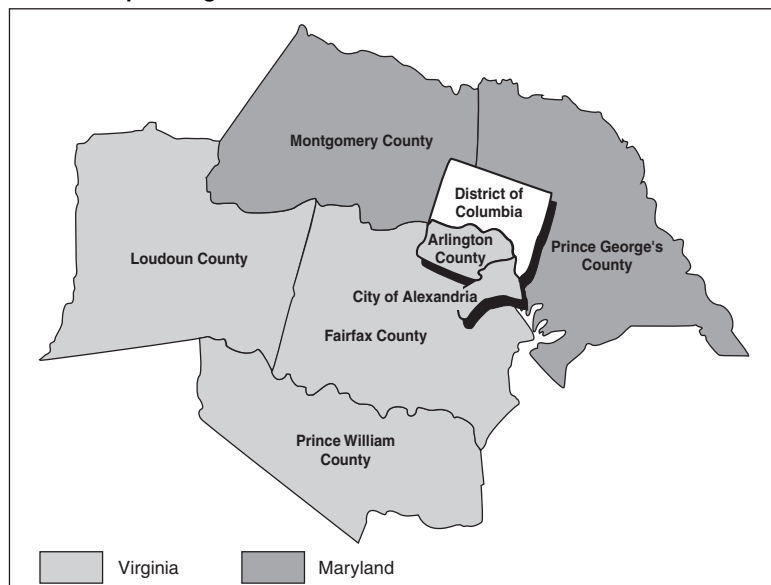 Montgomery County
District of
Columbia
Arlington
County
Prince George's
County
Loudoun County
City of Alexandria
Fairfax County
Prince William
County
Virginia
Maryland